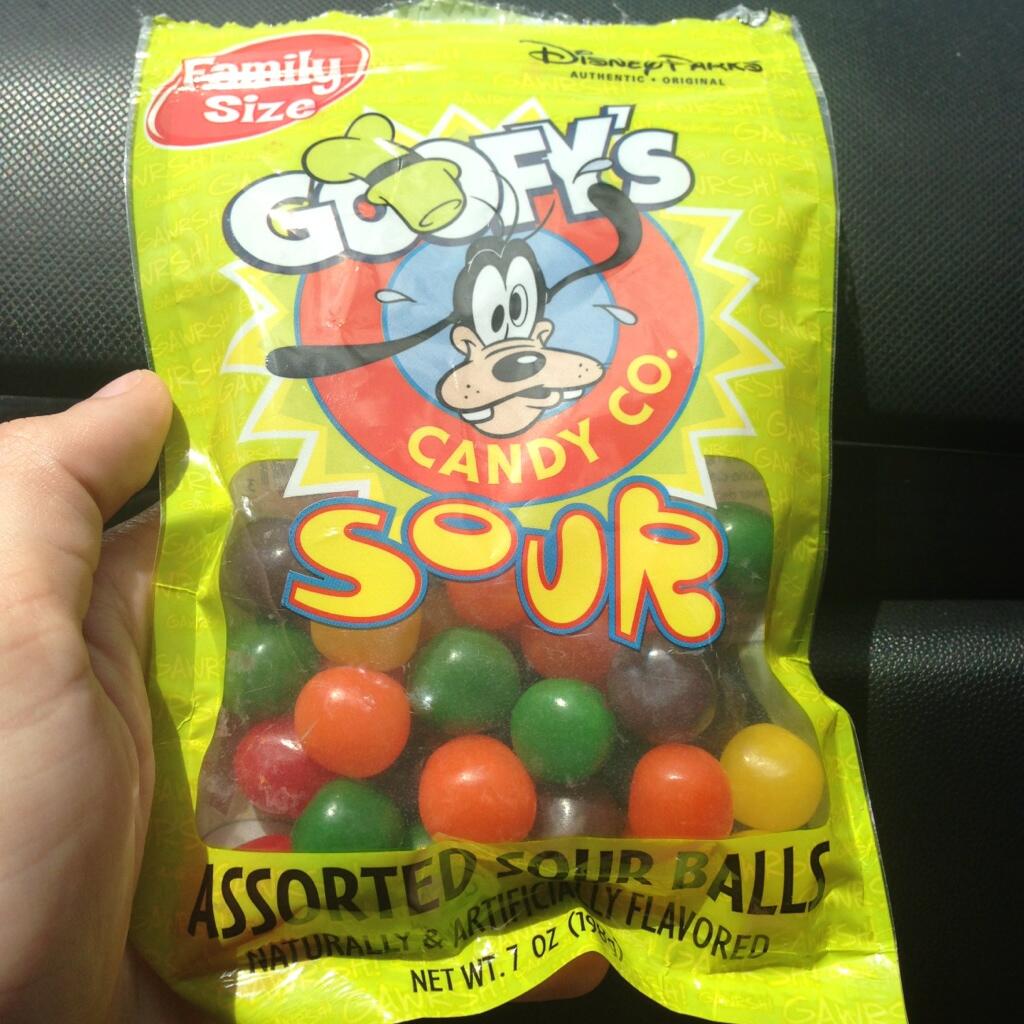 Family
Size
Disney Parks
AUTHENTIC • ORIGINAL
GOOFY'S
CANDY CO.
SOUR
ASSORTED SOUR BALLS
NATURALLY & ARTIFICIALLY FLAVORED
NET WT. 7 OZ
GAWRSH!